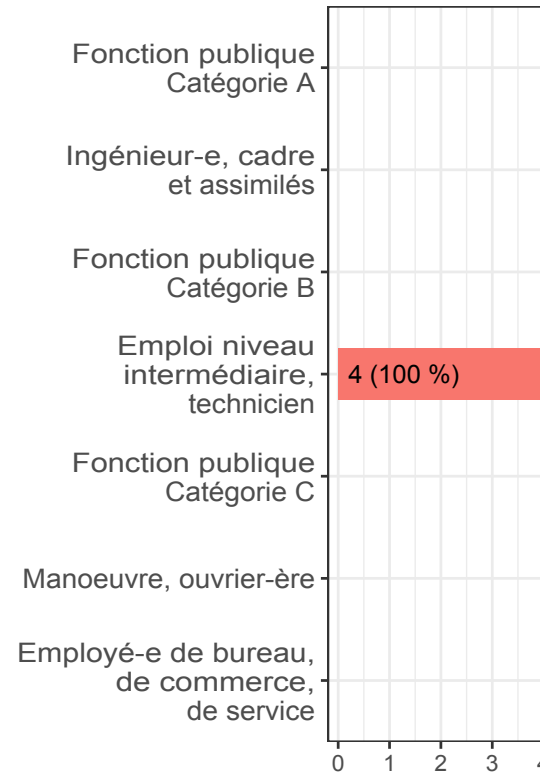 Fonction publique
Catégorie A
Ingénieur-e, cadre
et assimilés
Fonction publique
Catégorie B
Emploi niveau
intermédiaire,
technicien
4 (100 %)
Fonction publique
Catégorie C
Manoeuvre, ouvrier-ère
Employé-e de bureau,
de commerce,
de service
0 1 2 3 4